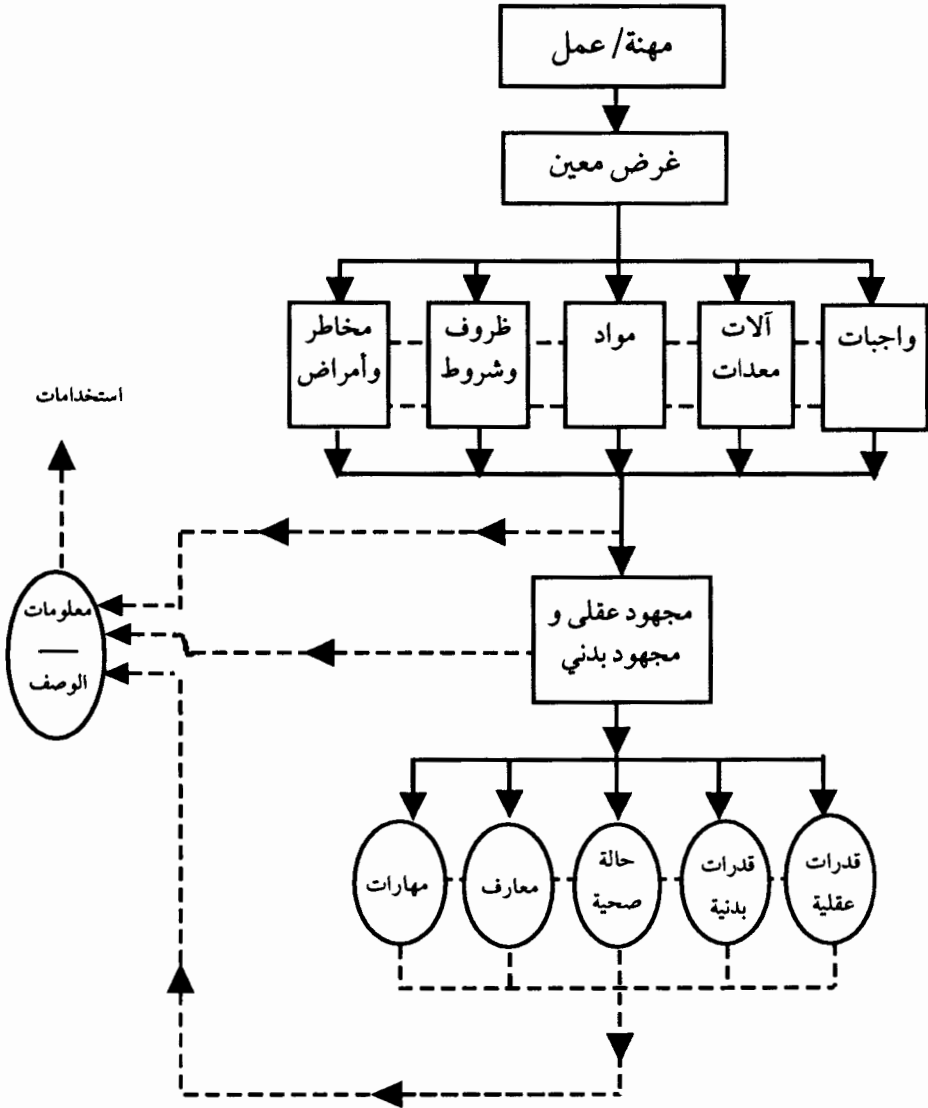 مهنة/ عمل
غرض معين
واجبات
آلات
معدات
مواد
ظروف
وشروط
مخاطر
وأمراض
استخدامات
مجهود عقلى و
مجهود بدني
معلومات
الوصف
قدرات
عقلية
قدرات
بدنية
حالة
صحية
معارف
مهارات